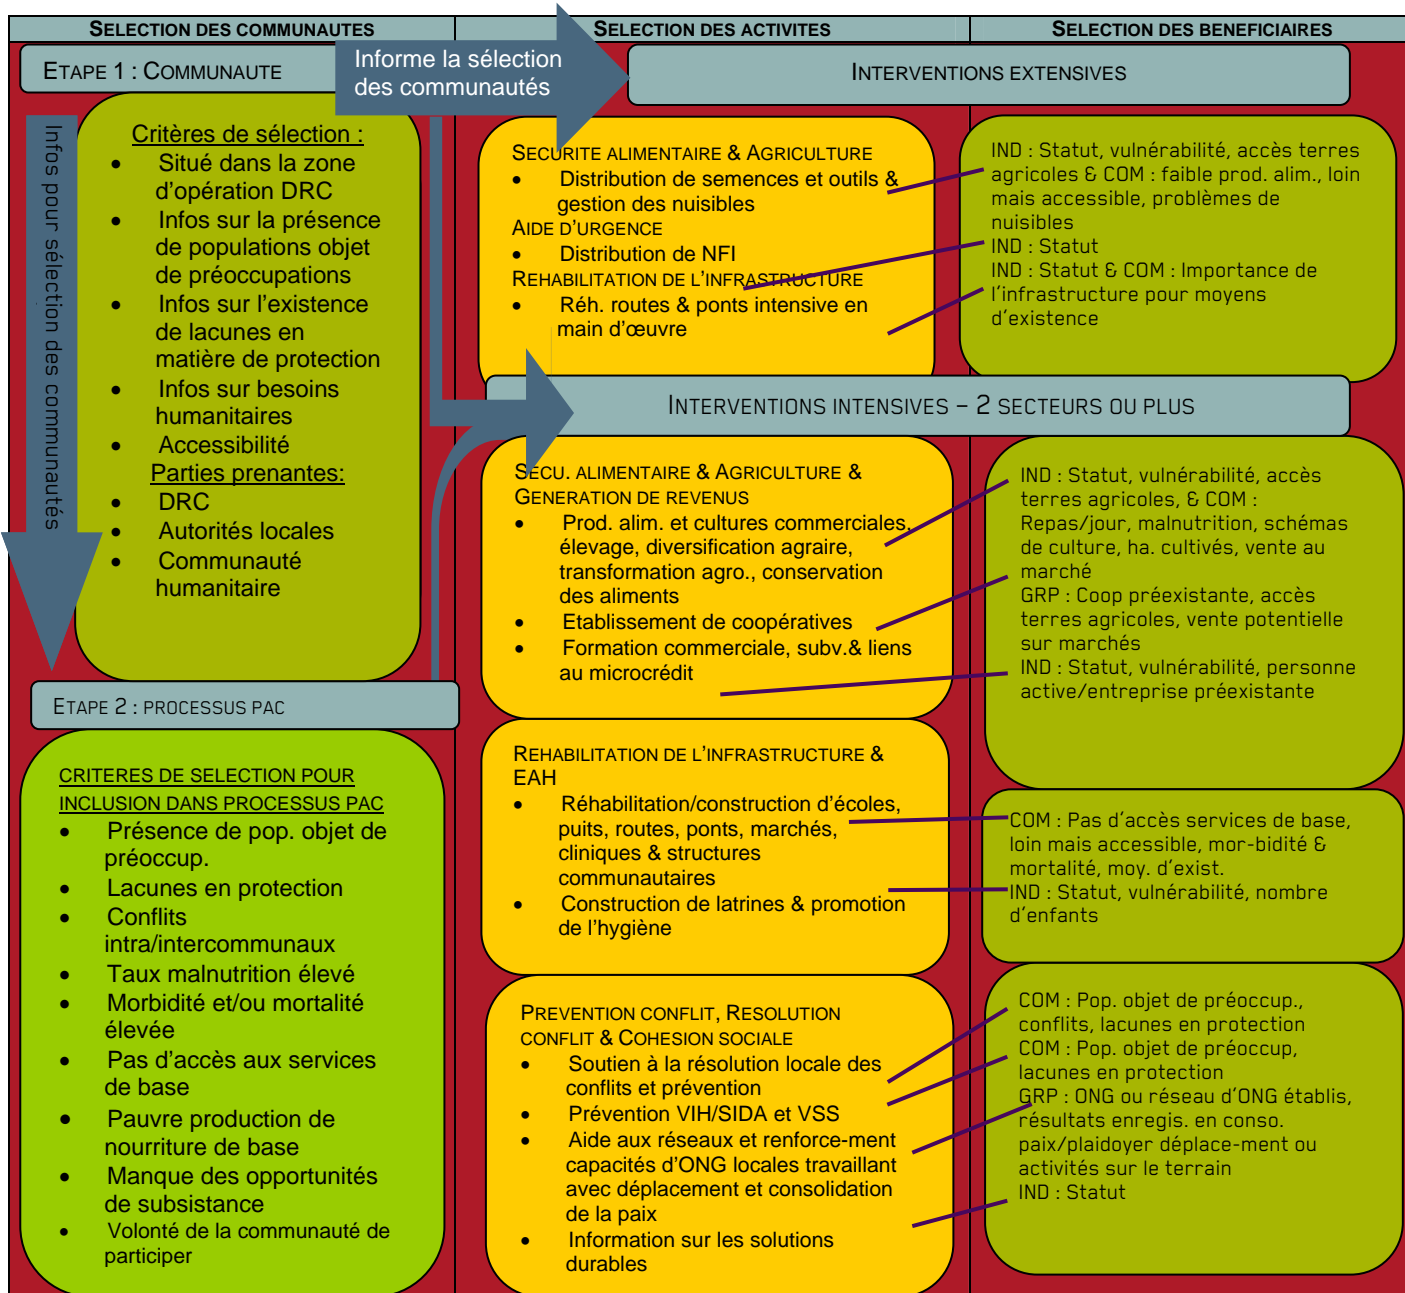 SELECTION DES COMMUNAUTES
SELECTION DES ACTIVITES
SELECTION DES BENEFICIAIRES
ETAPE 1 : COMMUNAUTE
Informe la sélection
des communautés
INTERVENTIONS EXTENSIVES
Infos pour sélection des communautés
Critères de sélection :
• Situé dans la zone
d'opération DRC
• Infos sur la présence
de populations objet
de préoccupations
• Infos sur l'existence
de lacunes en
matière de protection
• Infos sur besoins
humanitaires
• Accessibilité
Parties prenantes:
• DRC
• Autorités locales
• Communauté
humanitaire
ETAPE 2 : PROCESSUS PAC
CRITERES DE SELECTION POUR
INCLUSION DANS PROCESSUS PAC
• Présence de pop. objet de
préoccup.
• Lacunes en protection
• Conflits
intra/intercommunaux
• Taux malnutrition élevé
• Morbidité et/ou mortalité
élevée
• Pas d'accès aux services
de base
• Pauvre production de
nourriture de base
• Manque des opportunités
de subsistance
• Volonté de la communauté de
participer
SECURITE ALIMENTAIRE & AGRICULTURE
• Distribution de semences et outils &
gestion des nuisibles
AIDE D'URGENCE
• Distribution de NFI
REHABILITATION DE L'INFRASTRUCTURE
• Réh. routes & ponts intensive en
main d'œuvre
IND : Statut, vulnérabilité, accès terres
agricoles & COM : faible prod. alim., loin
mais accessible, problèmes de
nuisibles
IND : Statut
IND : Statut & COM : Importance de
l'infrastructure pour moyens
d'existence
INTERVENTIONS INTENSIVES – 2 SECTEURS OU PLUS
SECU. ALIMENTAIRE & AGRICULTURE &
GENERATION DE REVENUS
• Prod. alim. et cultures commerciales,
élevage, diversification agraire,
transformation agro., conservation
des aliments
• Etablissement de coopératives
• Formation commerciale, subv.& liens
au microcrédit
IND : Statut, vulnérabilité, accès
terres agricoles, & COM :
Repas/jour, malnutrition, schémas
de culture, ha. cultivés, vente au
marché
GRP : Coop préexistante, accès
terres agricoles, vente potentielle
sur marchés
IND : Statut, vulnérabilité, personne
active/entreprise préexistante
REHABILITATION DE L'INFRASTRUCTURE &
EAH
• Réhabilitation/construction d'écoles,
puits, routes, ponts, marchés,
cliniques & structures
communautaires
• Construction de latrines & promotion
de l'hygiène
COM : Pas d'accès services de base,
loin mais accessible, mor-bidité &
mortalité, moy. d'exist.
IND : Statut, vulnérabilité, nombre
d'enfants
PREVENTION CONFLIT, RESOLUTION
CONFLIT & COHESION SOCIALE
• Soutien à la résolution locale des
conflits et prévention
• Prévention VIH/SIDA et VSS
• Aide aux réseaux et renforce-ment
capacités d'ONG locales travaillant
avec déplacement et consolidation
de la paix
• Information sur les solutions
durables
COM : Pop. objet de préoccup.,
conflits, lacunes en protection
COM : Pop. objet de préoccup,
lacunes en protection
GRP : ONG ou réseau d'ONG établis,
résultats enregis. en conso.
paix/plaidoyer déplace-ment ou
activités sur le terrain
IND : Statut